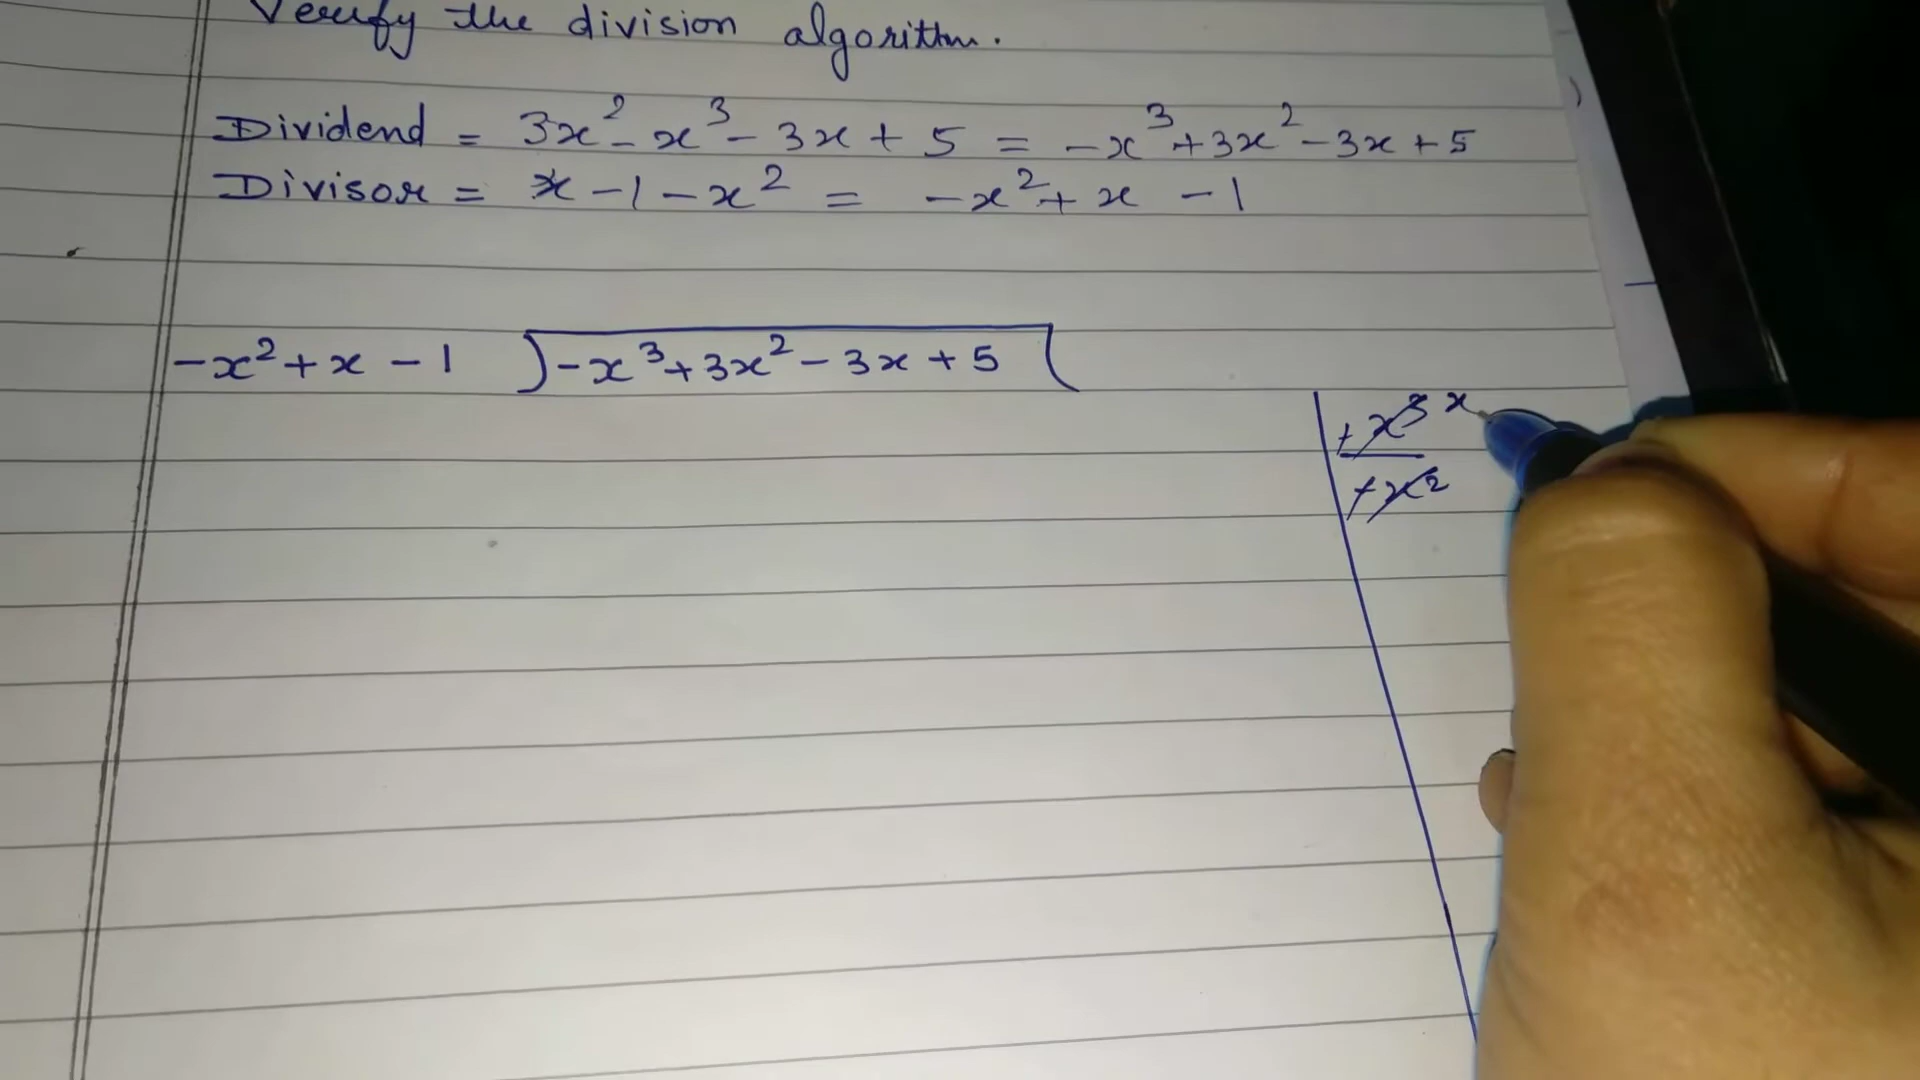 Verify the division algorithm.
Dividend = 3x² - x³ - 3x + 5 = -x³ + 3x² - 3x + 5
Divisor = x - 1 - x² = -x² + x - 1
-x² + x - 1 ) -x³ + 3x² - 3x + 5 (
+x³ x
+x²